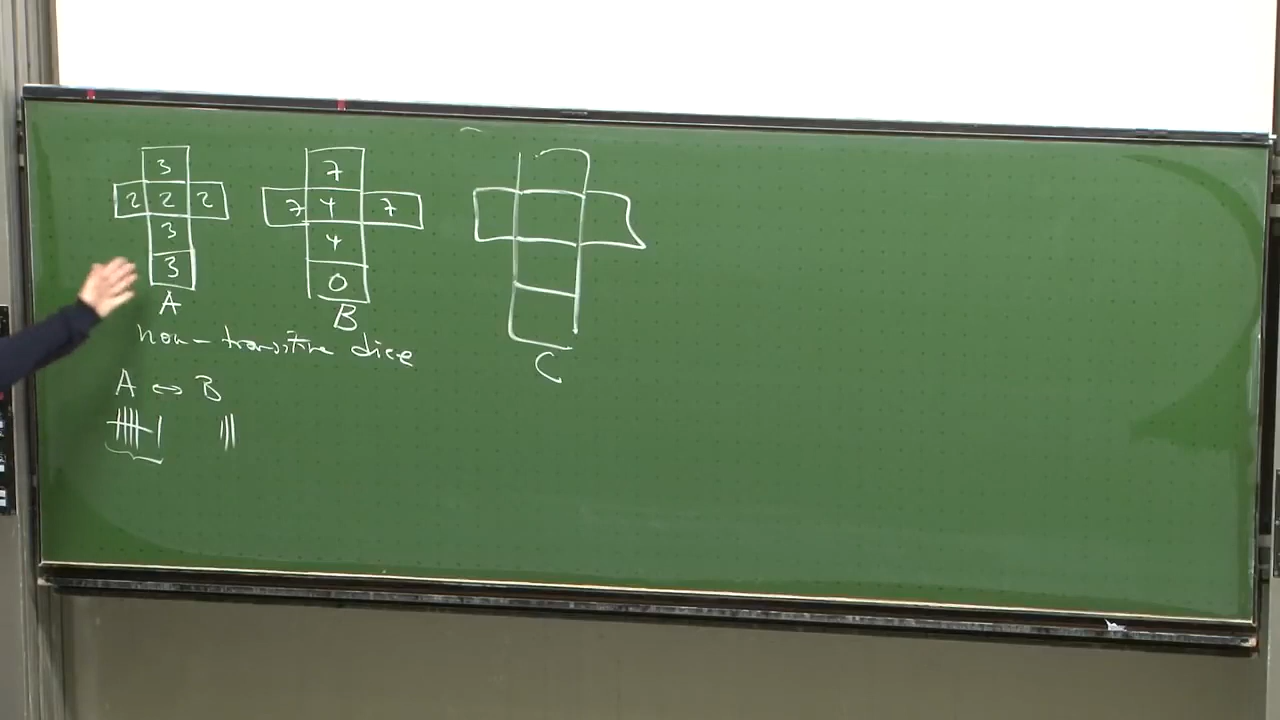 3
2 2 2
3
3
A
7
7 4 7
4
0
B
C
non-transitive dice
A ↔ B